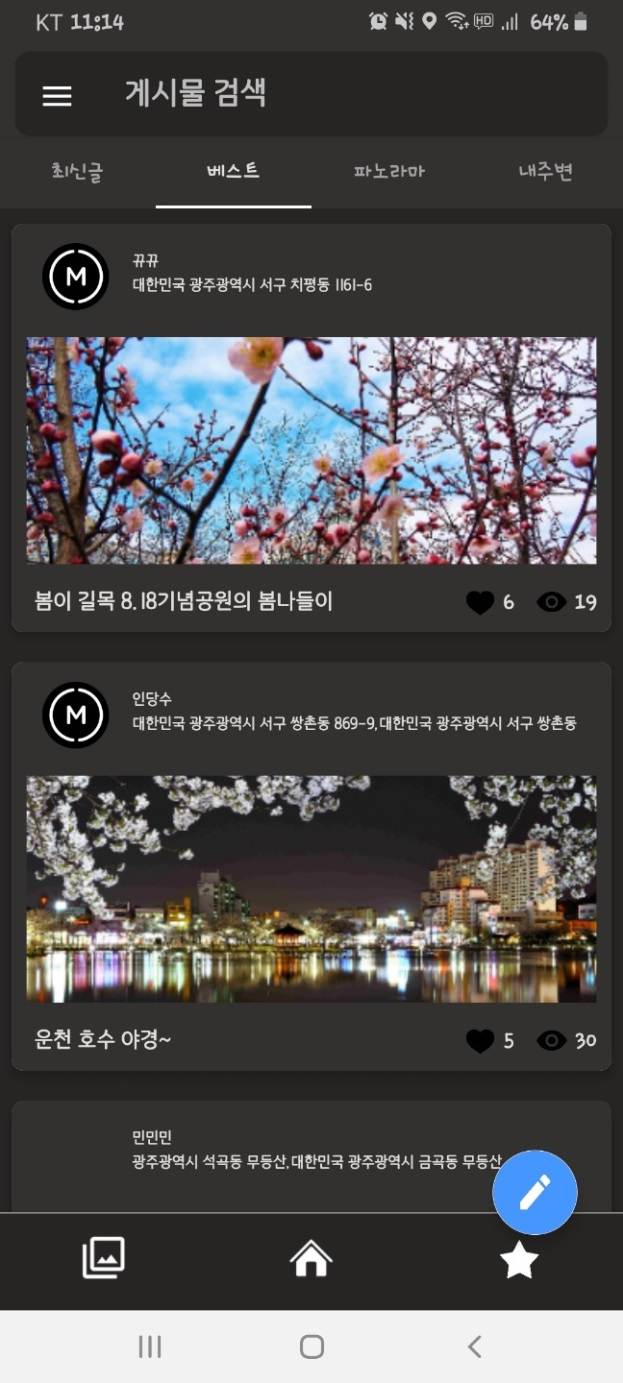 KT 11:14 HD 64%
게시물 검색
최신글 베스트 파노라마 내주변
M
뀨뀨
대한민국 광주광역시 서구 치평동 1161-6
봄이 길목 8.18기념공원의 봄나들이 6 19
M
인당수
대한민국 광주광역시 서구 쌍촌동 869-9,대한민국 광주광역시 서구 쌍촌동
운천 호수 야경~ 5 30
민민민
광주광역시 석곡동 무등산,대한민국 광주광역시 금곡동 무등산